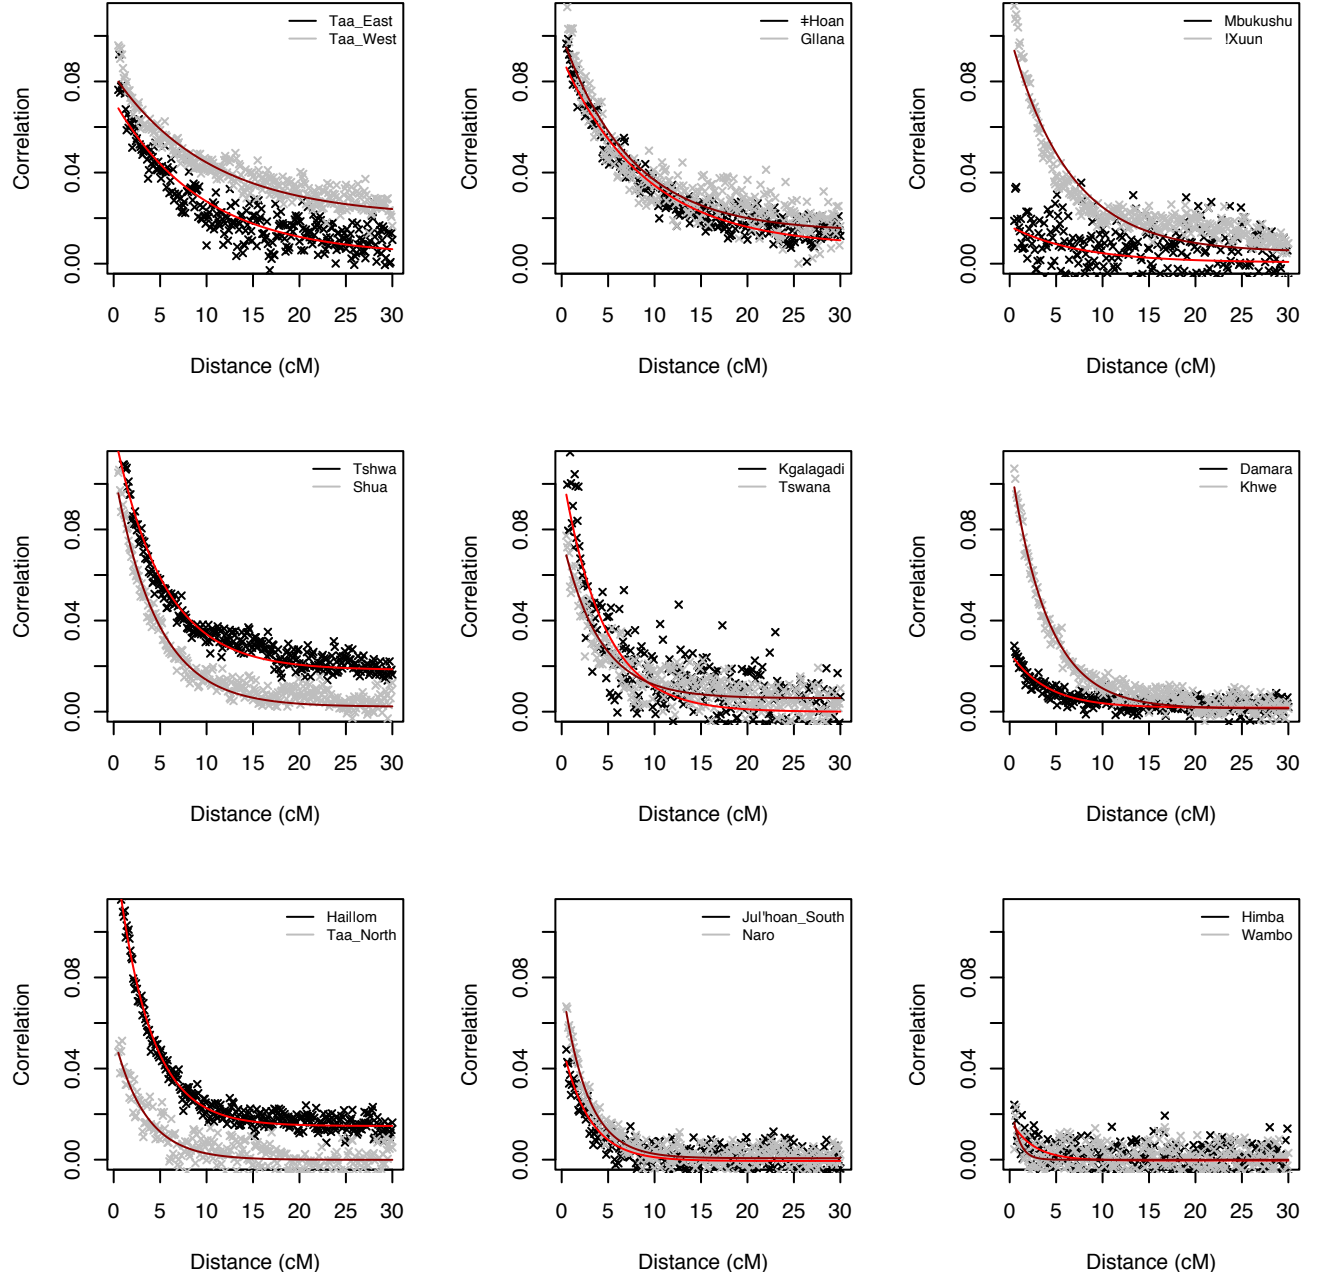 Taa_East
Taa_West
Correlation
0.00 0.04 0.08
0 5 10 15 20 25 30
Distance (cM)
ǂHoan
GllAna
Correlation
0.00 0.04 0.08
0 5 10 15 20 25 30
Distance (cM)
Mbukushu
!Xuun
Correlation
0.00 0.04 0.08
0 5 10 15 20 25 30
Distance (cM)
Tshwa
Shua
Correlation
0.00 0.04 0.08
0 5 10 15 20 25 30
Distance (cM)
Kgalagadi
Tswana
Correlation
0.00 0.04 0.08
0 5 10 15 20 25 30
Distance (cM)
Damara
Khwe
Correlation
0.00 0.04 0.08
0 5 10 15 20 25 30
Distance (cM)
Haillom
Taa_North
Correlation
0.00 0.04 0.08
0 5 10 15 20 25 30
Distance (cM)
Jul'hoan_South
Naro
Correlation
0.00 0.04 0.08
0 5 10 15 20 25 30
Distance (cM)
Himba
Wambo
Correlation
0.00 0.04 0.08
0 5 10 15 20 25 30
Distance (cM)